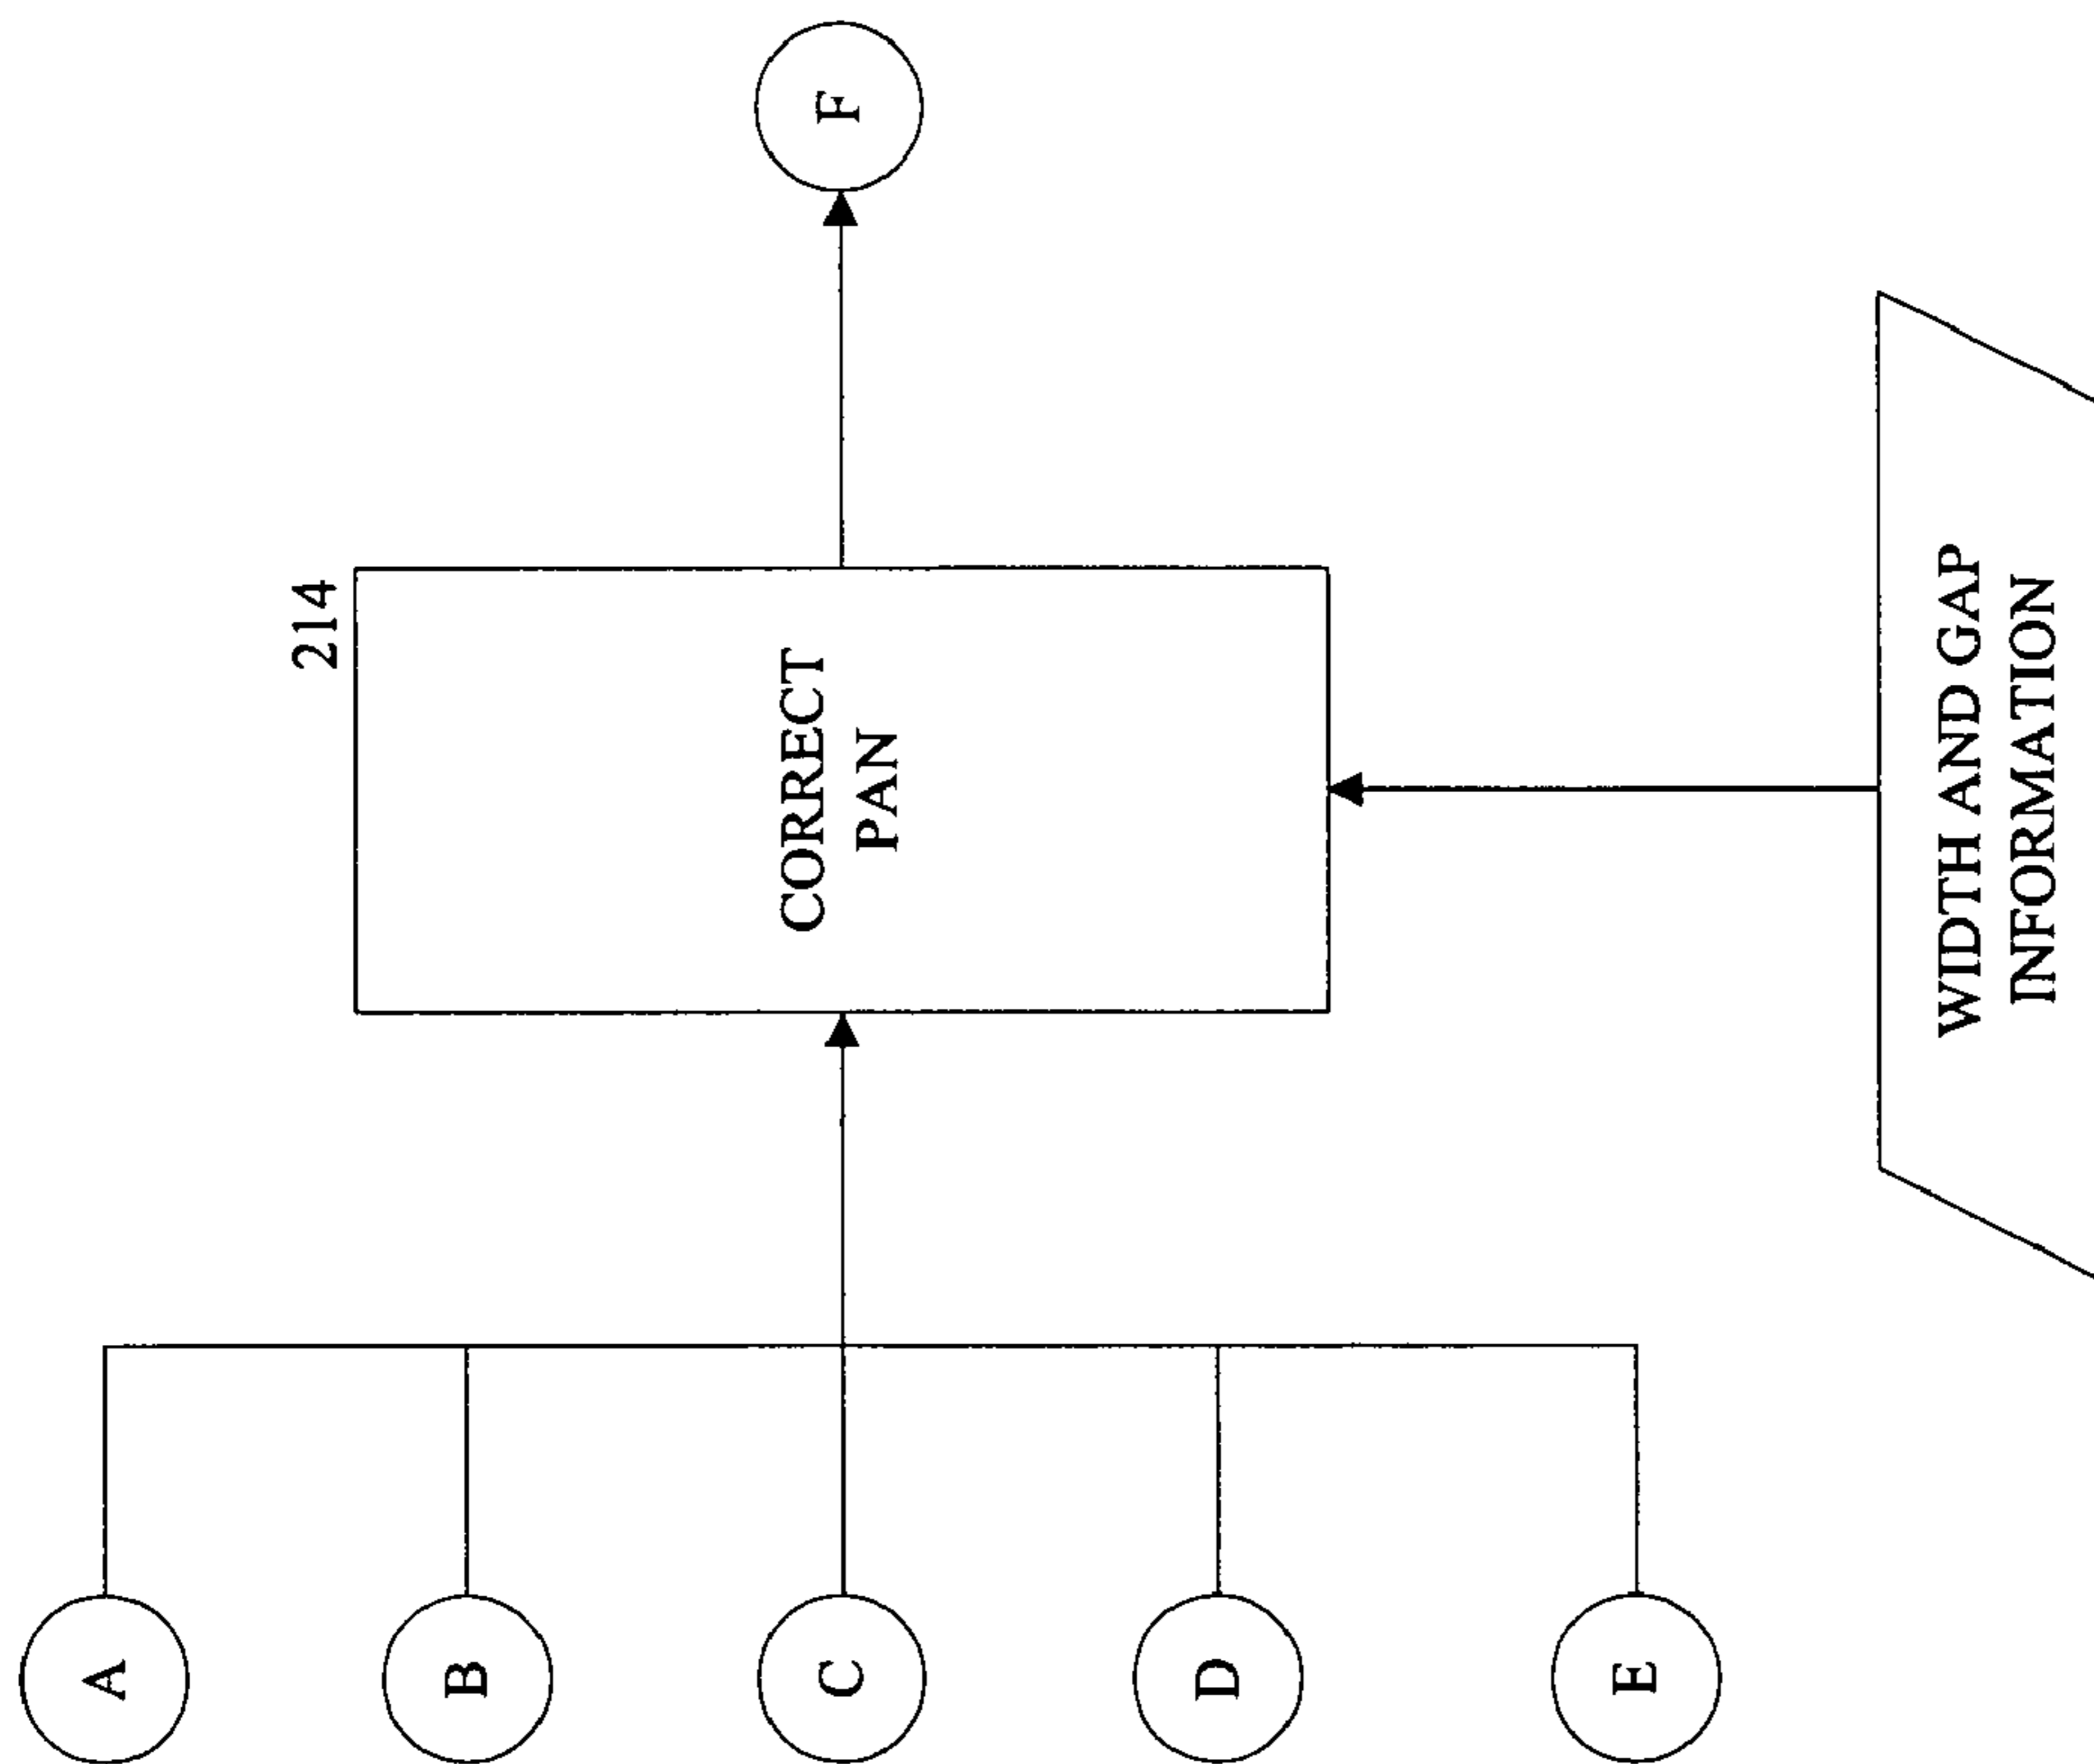 A
214
B
C
CORRECT
PAN
F
D
E
WIDTH AND GAP
INFORMATION